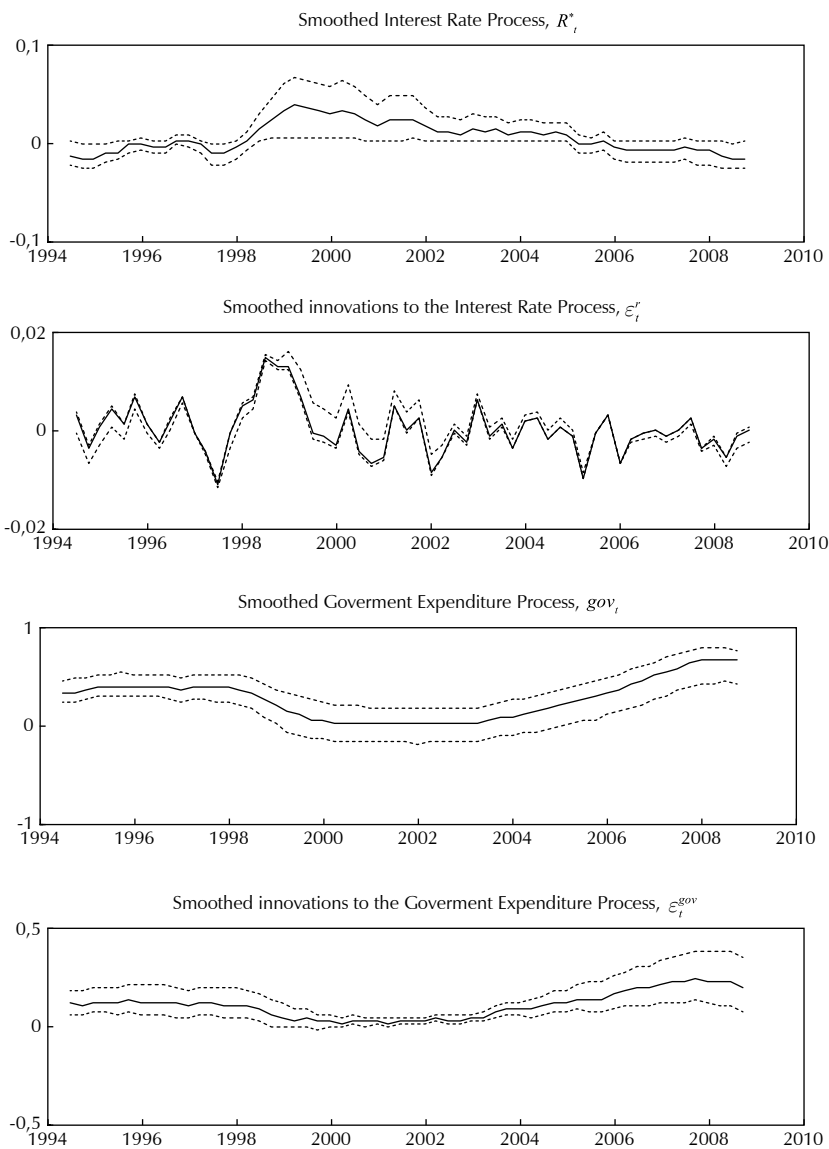 Smoothed Interest Rate Process, R*t
0,1
0
-0,1
1994 1996 1998 2000 2002 2004 2006 2008 2010
Smoothed innovations to the Interest Rate Process, εrt
0,02
0
-0,02
1994 1996 1998 2000 2002 2004 2006 2008 2010
Smoothed Goverment Expenditure Process, govt
1
0
-1
1994 1996 1998 2000 2002 2004 2006 2008 2010
Smoothed innovations to the Goverment Expenditure Process, εgovt
0,5
0
-0,5
1994 1996 1998 2000 2002 2004 2006 2008 2010